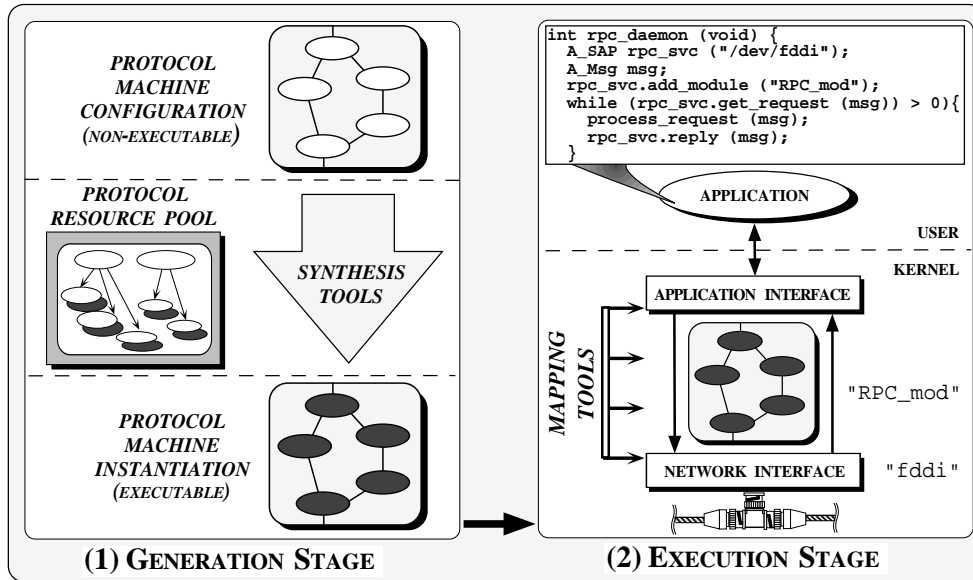 PROTOCOL
MACHINE
CONFIGURATION
(NON-EXECUTABLE)
PROTOCOL
RESOURCE POOL
SYNTHESIS
TOOLS
PROTOCOL
MACHINE
INSTANTIATION
(EXECUTABLE)
(1) GENERATION STAGE
int rpc_daemon (void) {
A_SAP rpc_svc ("/dev/fddi");
A_Msg msg;
rpc_svc.add_module ("RPC_mod");
while (rpc_svc.get_request (msg)) > 0){
process_request (msg);
rpc_svc.reply (msg);
}
APPLICATION
USER
KERNEL
APPLICATION INTERFACE
MAPPING
TOOLS
"RPC_mod"
NETWORK INTERFACE
"fddi"
(2) EXECUTION STAGE